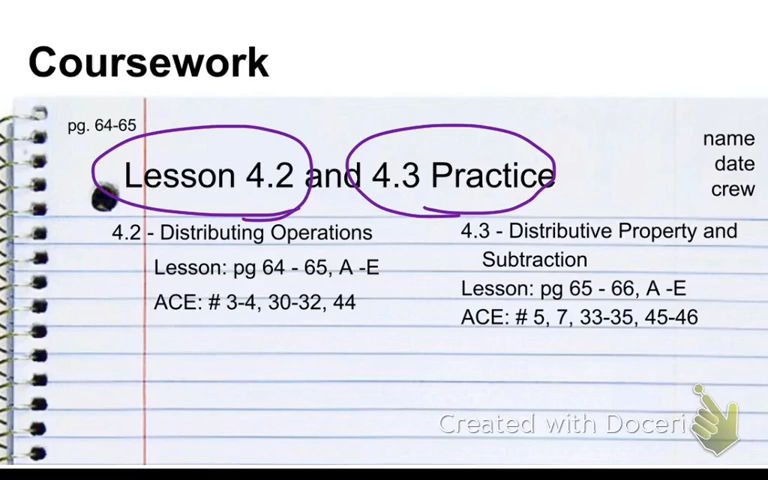 Coursework
pg. 64-65
name
date
crew
Lesson 4.2 and 4.3 Practice
4.2 - Distributing Operations
Lesson: pg 64 - 65, A -E
ACE: # 3-4, 30-32, 44
4.3 - Distributive Property and
Subtraction
Lesson: pg 65 - 66, A -E
ACE: # 5, 7, 33-35, 45-46
Created with Doceri